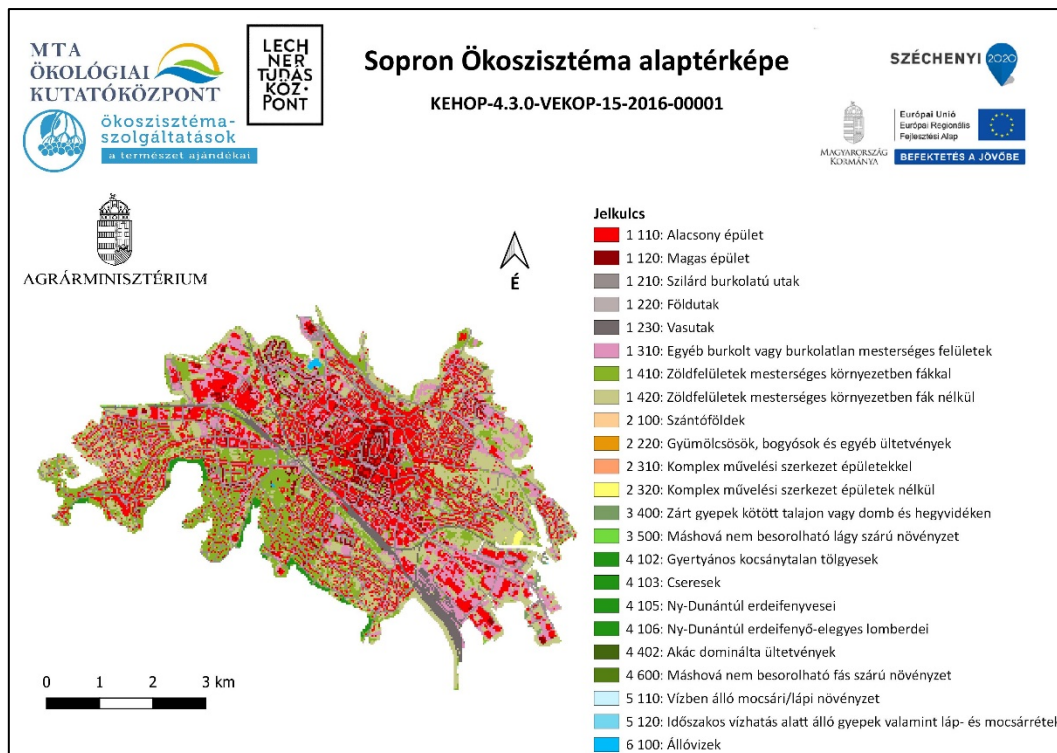 MTA
ÖKOLÓGIAI
KUTATÓKÖZPONT
LECH
NER
TUDÁS
KÖZ•
PONT
ökoszisztéma-
szolgáltatások
a természet ajándékai
Sopron Ökoszisztéma alaptérképe
KEHOP-4.3.0-VEKOP-15-2016-00001
SZÉCHENYI 2020
MAGYARORSZÁG
KORMÁNYA
Európai Unió
Európai Regionális
Fejlesztési Alap
BEFEKTETÉS A JÖVŐBE
AGRÁRMINISZTÉRIUM
É
Jelkulcs
1 110: Alacsony épület
1 120: Magas épület
1 210: Szilárd burkolatú utak
1 220: Földutak
1 230: Vasutak
1 310: Egyéb burkolt vagy burkolatlan mesterséges felületek
1 410: Zöldfelületek mesterséges környezetben fákkal
1 420: Zöldfelületek mesterséges környezetben fák nélkül
2 100: Szántóföldek
2 220: Gyümölcsösök, bogyósok és egyéb ültetvények
2 310: Komplex művelési szerkezet épületekkel
2 320: Komplex művelési szerkezet épületek nélkül
3 400: Zárt gyepek kötött talajon vagy domb és hegyvidéken
3 500: Máshová nem besorolható lágy szárú növényzet
4 102: Gyertyános kocsánytalan tölgyesek
4 103: Cseresek
4 105: Ny-Dunántúl erdeifenyvesei
4 106: Ny-Dunántúl erdeifenyő-elegyes lomberdei
4 402: Akác dominálta ültetvények
4 600: Máshová nem besorolható fás szárú növényzet
5 110: Vízben álló mocsári/lápi növényzet
5 120: Időszakos vízhatás alatt álló gyepek valamint láp- és mocsárrétek
6 100: Állóvizek
0 1 2 3 km